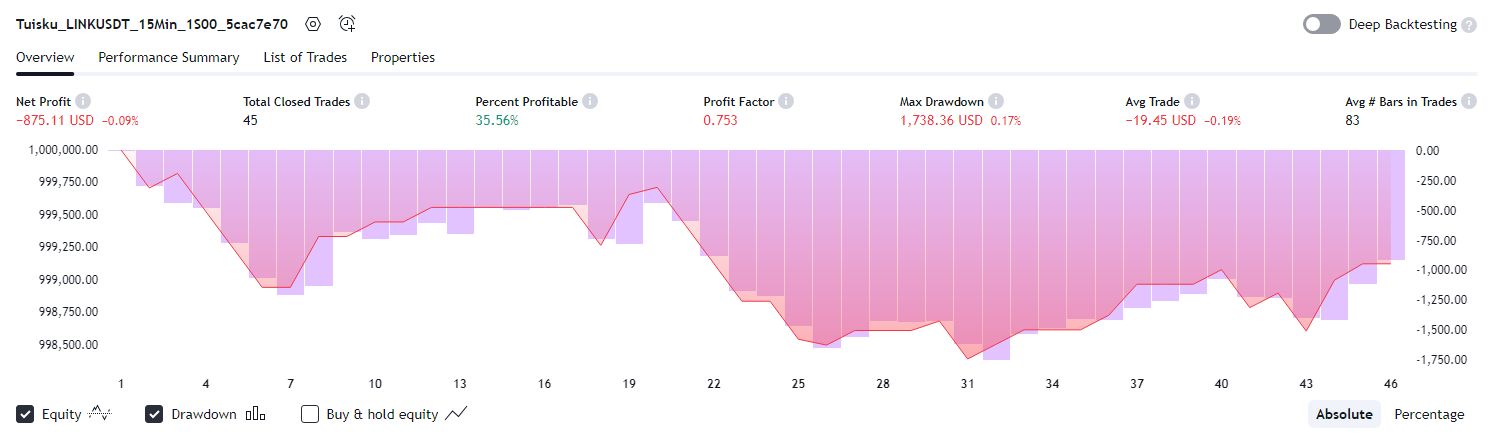 Tuisku_LINKUSDT_15Min_1S00_5cac7e70
Deep Backtesting
Overview Performance Summary List of Trades Properties
Net Profit Total Closed Trades Percent Profitable Profit Factor Max Drawdown Avg Trade Avg # Bars in Trades
−875.11 USD −0.09% 45 35.56% 0.753 1,738.36 USD 0.17% −19.45 USD −0.19% 83
1,000,000.00 0.00
999,750.00 -250.00
999,500.00 -500.00
999,250.00 -750.00
999,000.00 -1,000.00
998,750.00 -1,250.00
998,500.00 -1,500.00
-1,750.00
1 4 7 10 13 16 19 22 25 28 31 34 37 40 43 46
Equity Drawdown Buy & hold equity Absolute Percentage